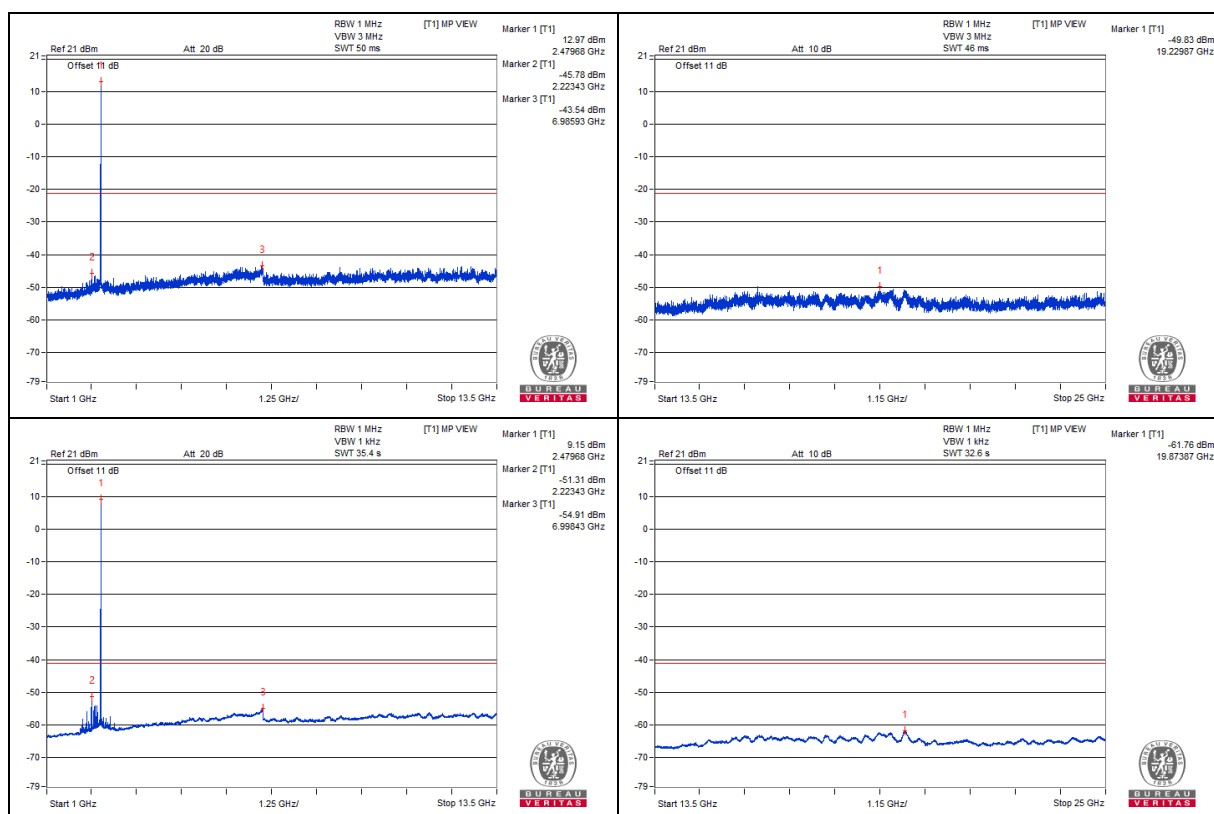 RBW 1 MHz [T1] MP VIEW
VBW 3 MHz
Ref 21 dBm Att 20 dB SWT 50 ms
Marker 1 [T1]
12.97 dBm
2.47968 GHz
Marker 2 [T1]
-45.78 dBm
2.22343 GHz
Marker 3 [T1]
-43.54 dBm
6.98593 GHz
21
Offset 11 dB
1
10
0
-10
-20
-30
-40
2
3
-50
-60
-70
-79
Start 1 GHz 1.25 GHz/ Stop 13.5 GHz
BUREAU VERITAS
1828
BUREAU
VERITAS
RBW 1 MHz [T1] MP VIEW
VBW 3 MHz
Ref 21 dBm Att 10 dB SWT 46 ms
Marker 1 [T1]
-49.83 dBm
19.22987 GHz
21
Offset 11 dB
10
0
-10
-20
-30
-40
1
-50
-60
-70
-79
Start 13.5 GHz 1.15 GHz/ Stop 25 GHz
BUREAU VERITAS
1828
BUREAU
VERITAS
RBW 1 MHz [T1] MP VIEW
VBW 1 kHz
Ref 21 dBm Att 20 dB SWT 35.4 s
Marker 1 [T1]
9.15 dBm
2.47968 GHz
Marker 2 [T1]
-51.31 dBm
2.22343 GHz
Marker 3 [T1]
-54.91 dBm
6.99843 GHz
21
Offset 11 dB
1
10
0
-10
-20
-30
-40
2
3
-50
-60
-70
-79
Start 1 GHz 1.25 GHz/ Stop 13.5 GHz
BUREAU VERITAS
1828
BUREAU
VERITAS
RBW 1 MHz [T1] MP VIEW
VBW 1 kHz
Ref 21 dBm Att 10 dB SWT 32.6 s
Marker 1 [T1]
-61.76 dBm
19.87387 GHz
21
Offset 11 dB
10
0
-10
-20
-30
-40
-50
1
-60
-70
-79
Start 13.5 GHz 1.15 GHz/ Stop 25 GHz
BUREAU VERITAS
1828
BUREAU
VERITAS